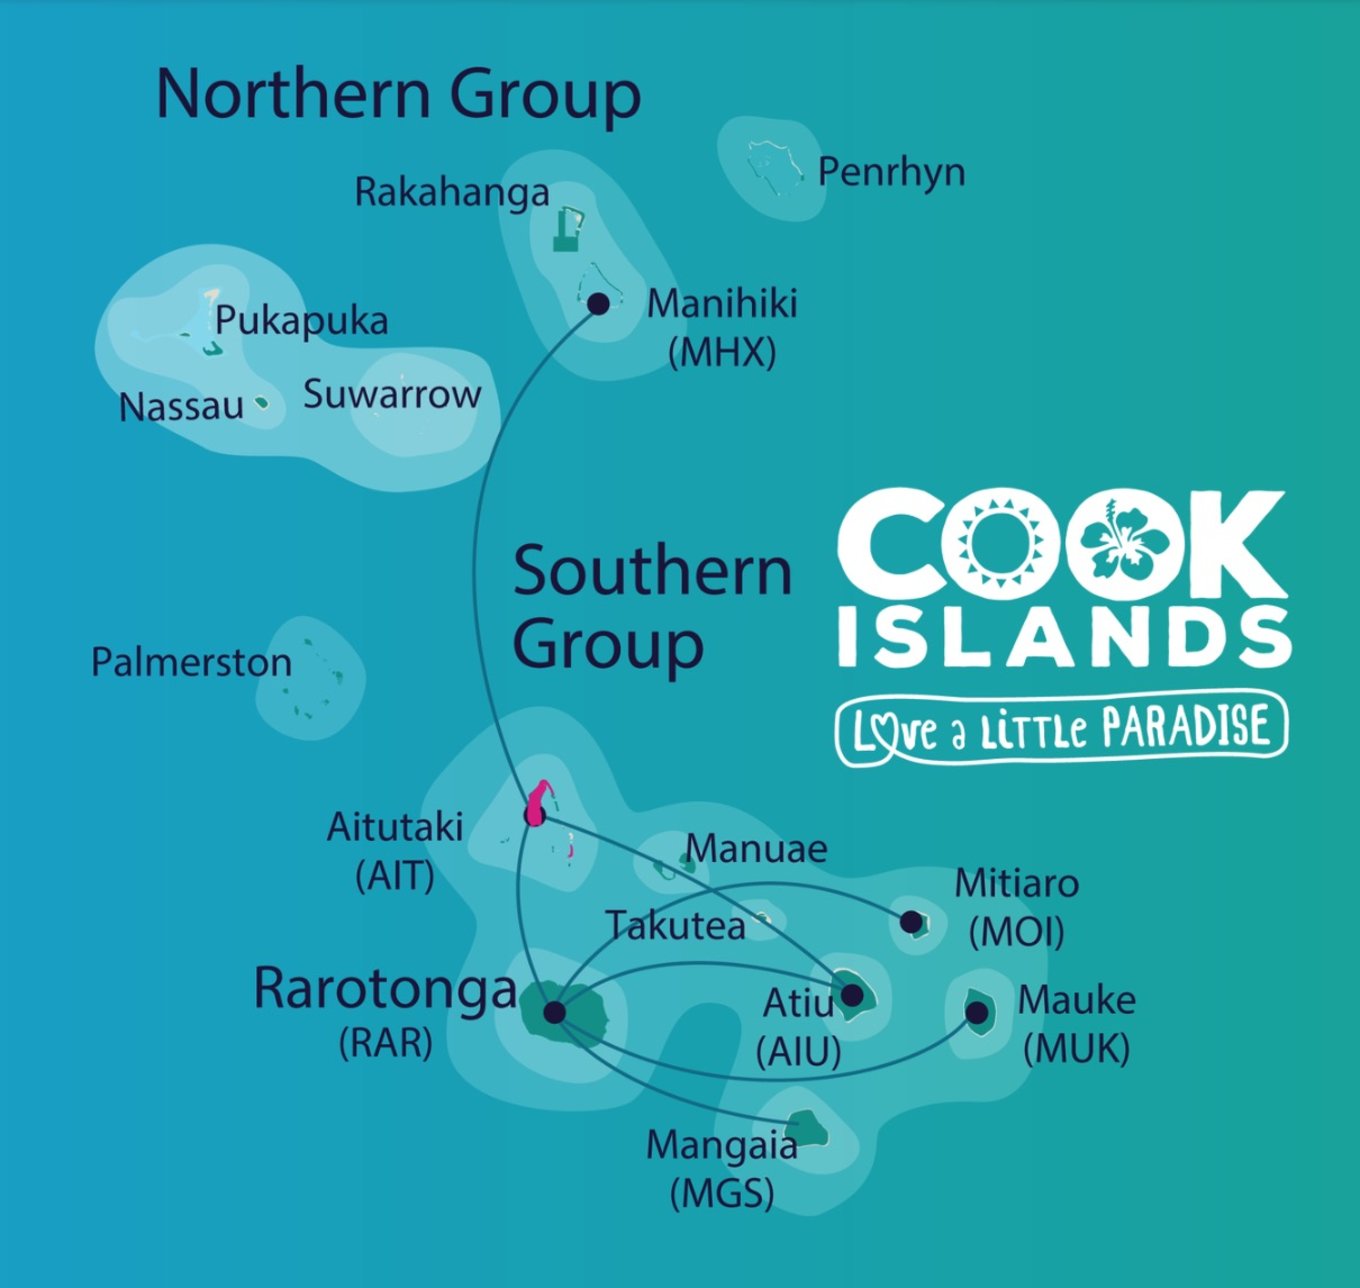 Northern Group
Penrhyn
Rakahanga
Manihiki
(MHX)
Pukapuka
Nassau
Suwarrow
COOK
ISLANDS
Love a LiTTLe PARADISE
Southern
Group
Palmerston
Aitutaki
(AIT)
Manuae
Mitiaro
(MOI)
Takutea
Rarotonga
(RAR)
Atiu
(AIU)
Mauke
(MUK)
Mangaia
(MGS)